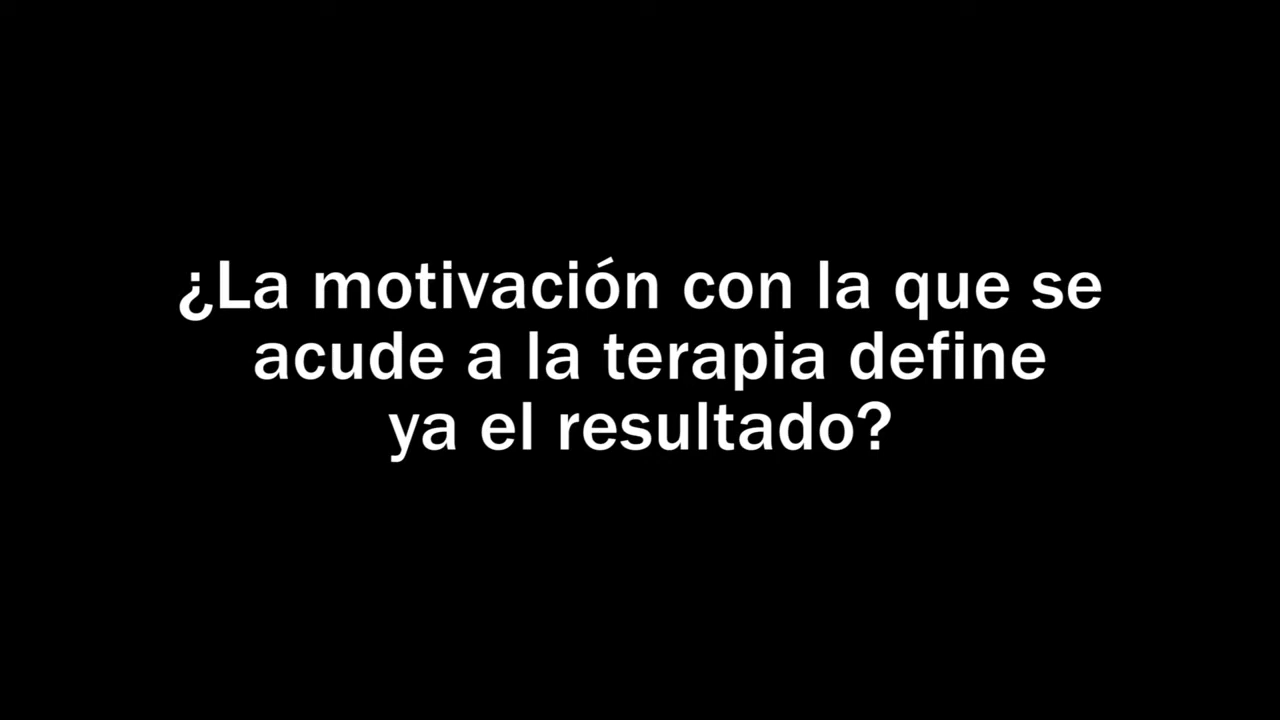 ¿La motivación con la que se
acude a la terapia define
ya el resultado?